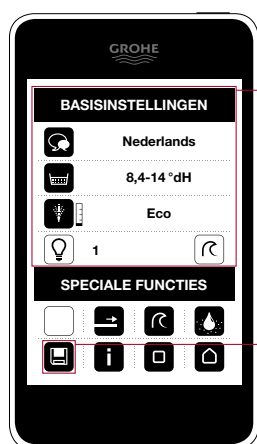 GROHE
BASISINSTELLINGEN
Nederlands
8,4-14 °dH
Eco
1
SPECIALE FUNCTIES
i